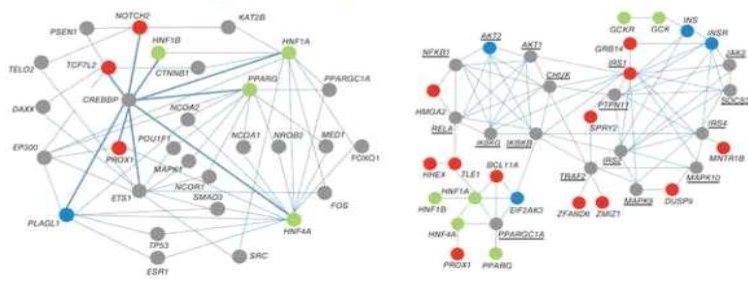 NOTCH2
KAT2B
PSEN1
HNF1B
HNF1A
TCF7L2
TELO2
CTNNB1
PPARG
PPARGC1A
CREBBP
DAXX
NCOA2
POU1F1
NCOA1
NR0B2
MED1
EP300
PROX1
MAPK1
FOXO1
NCOR1
ETS1
SMAD3
FOS
PLAGL1
HNF4A
TP53
SRC
ESR1
GCKR
GCK
INS
AKT2
AKT1
GRB14
INSR
NFKB1
IRS1
JAK2
CHUK
PTPN11
SOCS3
HMGA2
SPRY2
IRS4
RELA
IKBKG
IKBKB
IRS2
MNTR1B
BCL11A
HHEX
TLE1
TRAF2
MAPK10
HNF1A
MAPK9
HNF1B
EIF2AK3
ZFAND6
ZMIZ1
DUSP9
HNF4A
PPARGC1A
PROX1
PPARG